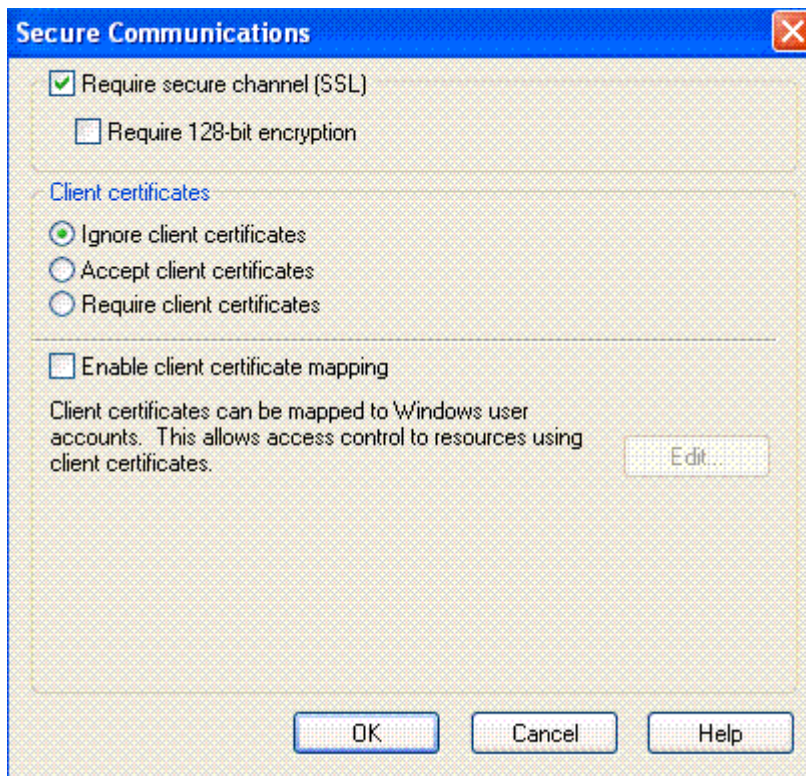 Secure Communications
Require secure channel (SSL)
Require 128-bit encryption
Client certificates
Ignore client certificates
Accept client certificates
Require client certificates
Enable client certificate mapping
Client certificates can be mapped to Windows user
accounts. This allows access control to resources using
client certificates.
Edit...
OK
Cancel
Help